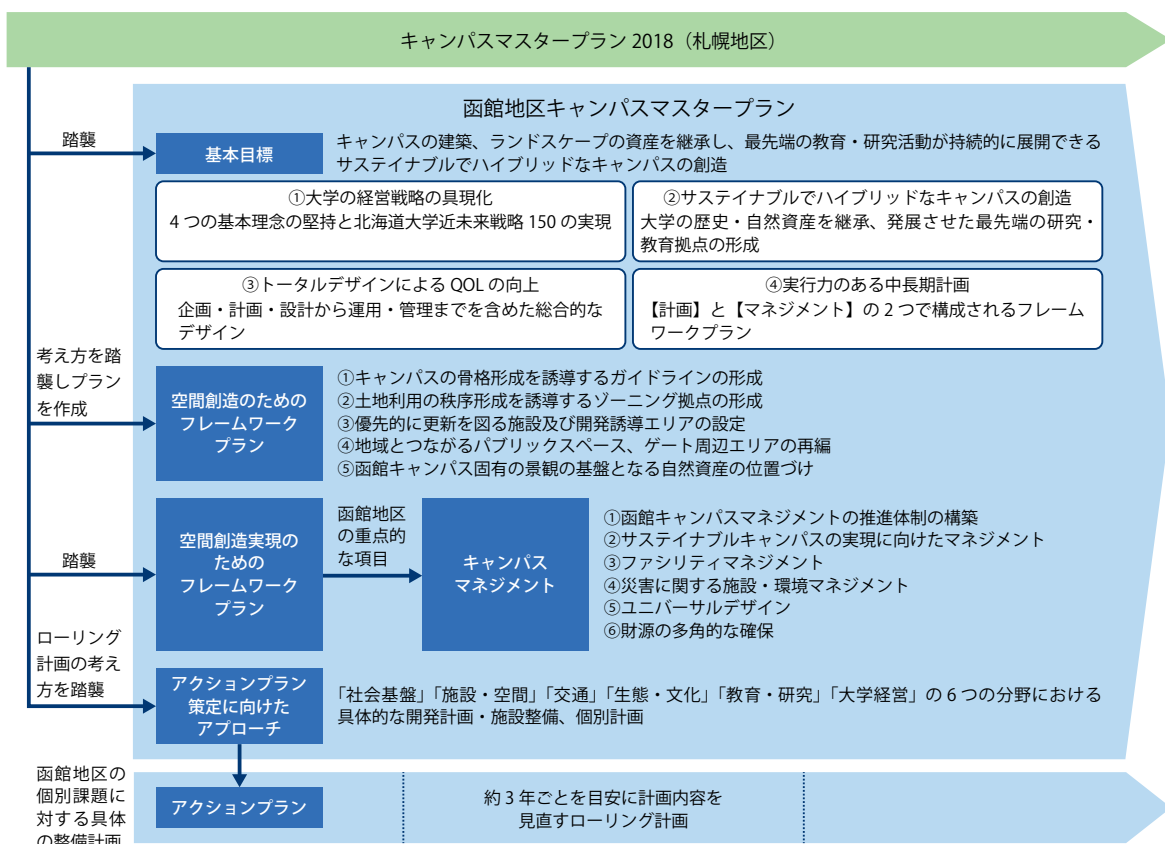 キャンパスマスタープラン 2018（札幌地区）
函館地区キャンパスマスタープラン
踏襲
基本目標
キャンパスの建築、ランドスケープの資産を継承し、最先端の教育・研究活動が持続的に展開できる
サステイナブルでハイブリッドなキャンパスの創造
①大学の経営戦略の具現化
4 つの基本理念の堅持と北海道大学近未来戦略 150 の実現
②サステイナブルでハイブリッドなキャンパスの創造
大学の歴史・自然資産を継承、発展させた最先端の研究・
教育拠点の形成
③トータルデザインによる QOL の向上
企画・計画・設計から運用・管理までを含めた総合的な
デザイン
④実行力のある中長期計画
【計画】と【マネジメント】の 2 つで構成されるフレーム
ワークプラン
考え方を踏
襲しプラン
を作成
空間創造のための
フレームワーク
プラン
①キャンパスの骨格形成を誘導するガイドラインの形成
②土地利用の秩序形成を誘導するゾーニング拠点の形成
③優先的に更新を図る施設及び開発誘導エリアの設定
④地域とつながるパブリックスペース、ゲート周辺エリアの再編
⑤函館キャンパス固有の景観の基盤となる自然資産の位置づけ
踏襲
空間創造実現の
ための
フレームワーク
プラン
函館地区
の重点的
な項目
キャンパス
マネジメント
①函館キャンパスマネジメントの推進体制の構築
②サステイナブルキャンパスの実現に向けたマネジメント
③ファシリティマネジメント
④災害に関する施設・環境マネジメント
⑤ユニバーサルデザイン
⑥財源の多角的な確保
ローリング
計画の考え
方を踏襲
アクションプラン
策定に向けた
アプローチ
「社会基盤」「施設・空間」「交通」「生態・文化」「教育・研究」「大学経営」の 6 つの分野における
具体的な開発計画・施設整備、個別計画
函館地区の
個別課題に
対する具体
の整備計画
アクションプラン
約 3 年ごとを目安に計画内容を
見直すローリング計画